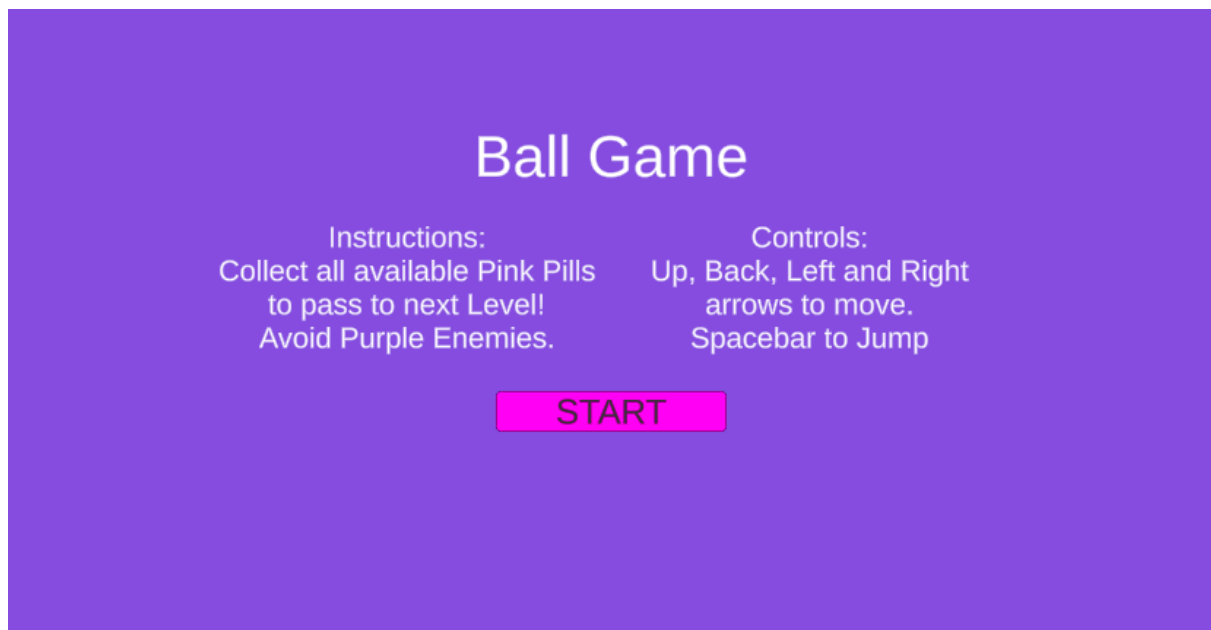 Ball Game
Instructions:
Collect all available Pink Pills
to pass to next Level!
Avoid Purple Enemies.
Controls:
Up, Back, Left and Right
arrows to move.
Spacebar to Jump
START